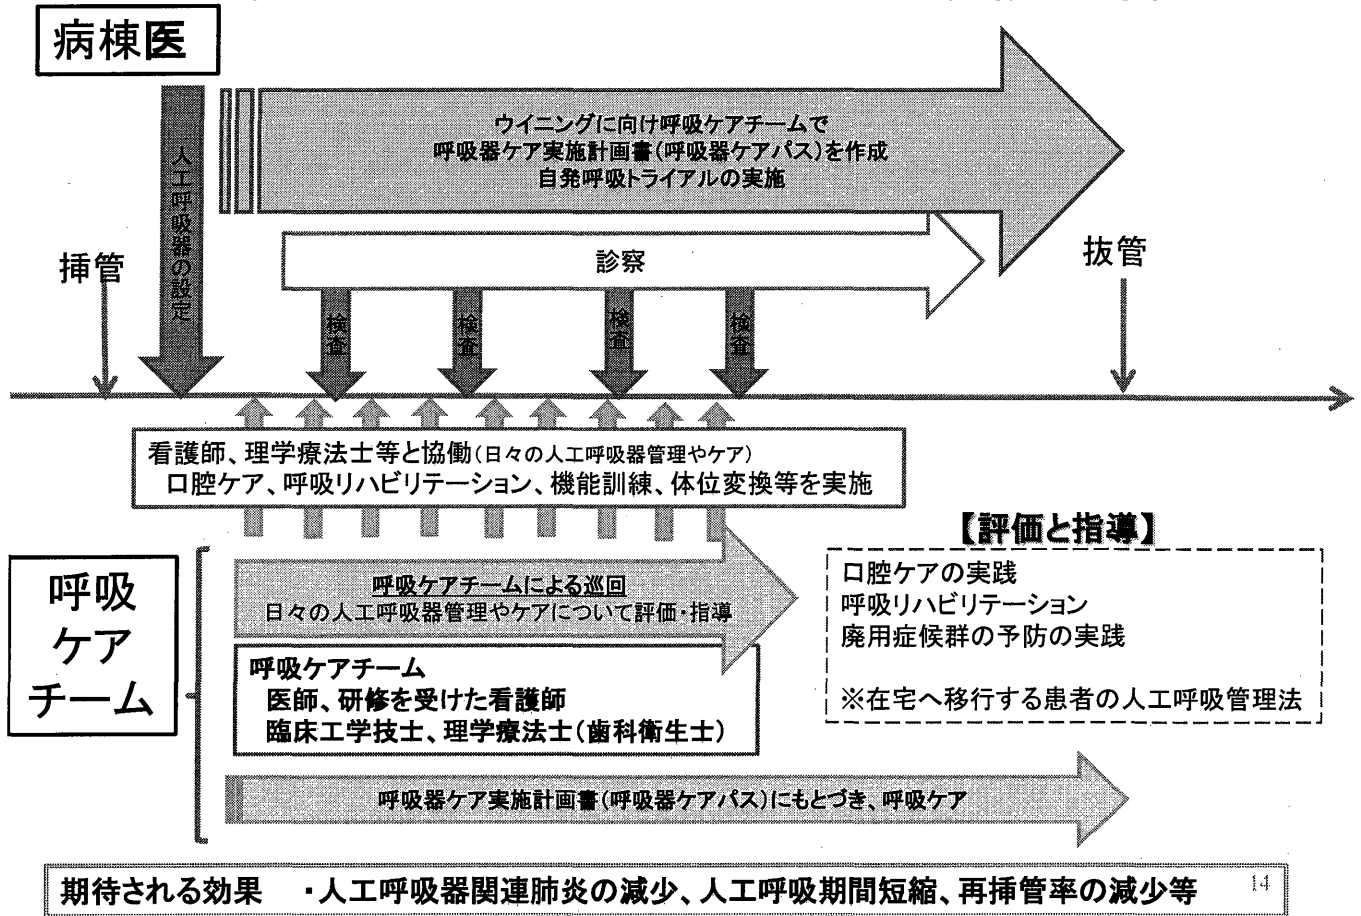 病棟医
ウイニングに向け呼吸ケアチームで
呼吸器ケア実施計画書(呼吸器ケアパス)を作成
自発呼吸トライアルの実施
人工呼吸器の設定
挿管
診察
抜管
検査
検査
検査
検査
看護師、理学療法士等と協働(日々の人工呼吸器管理やケア)
口腔ケア、呼吸リハビリテーション、機能訓練、体位変換等を実施
【評価と指導】
口腔ケアの実践
呼吸リハビリテーション
廃用症候群の予防の実践
※在宅へ移行する患者の人工呼吸管理法
呼吸
ケア
チーム
呼吸ケアチームによる巡回
日々の人工呼吸器管理やケアについて評価・指導
呼吸ケアチーム
医師、研修を受けた看護師
臨床工学技士、理学療法士(歯科衛生士)
呼吸器ケア実施計画書(呼吸器ケアパス)にもとづき、呼吸ケア
期待される効果 ・人工呼吸器関連肺炎の減少、人工呼吸期間短縮、再挿管率の減少等
14